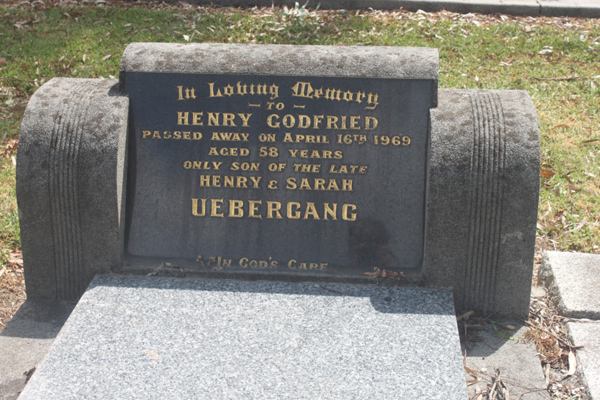 In Loving Memory
- TO -
HENRY GODFRIED
PASSED AWAY ON APRIL 16TH 1969
AGED 58 YEARS
ONLY SON OF THE LATE
HENRY & SARAH
UEBERGANG
IN GOD'S CARE